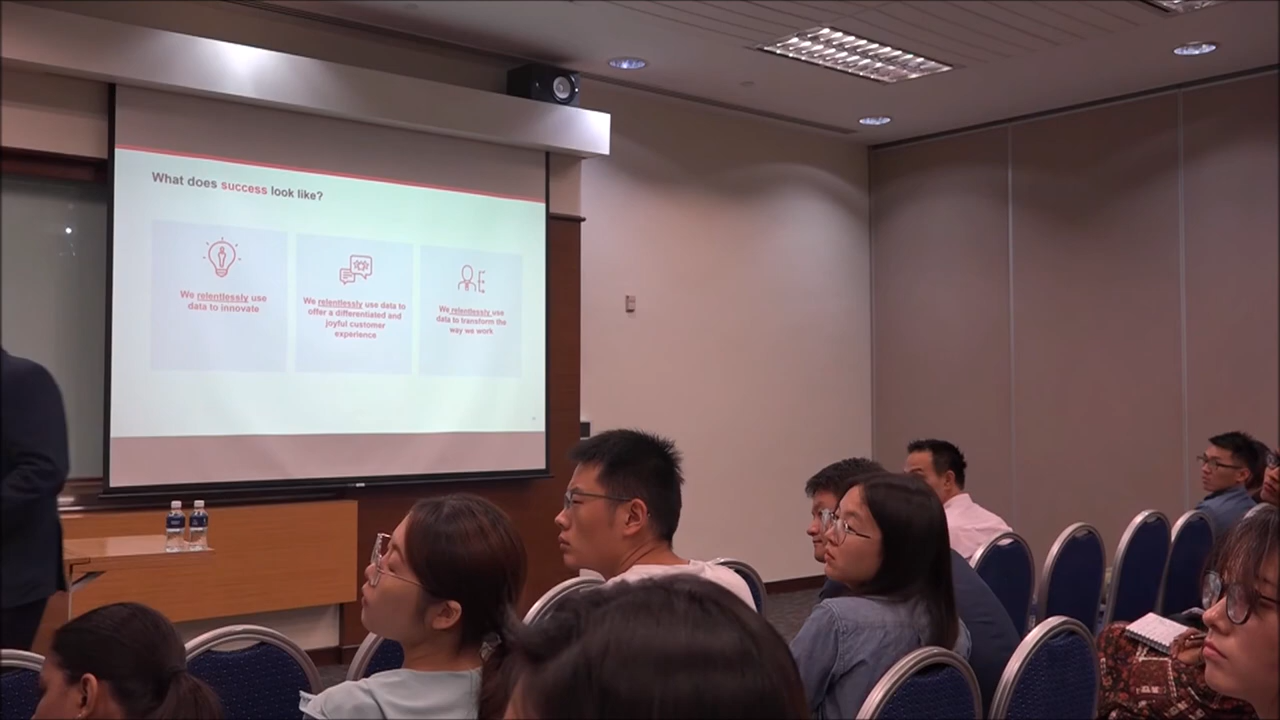 What does success look like?
We relentlessly use
data to innovate
We relentlessly use data to
offer a differentiated and
joyful customer
experience
We relentlessly use
data to transform the
way we work